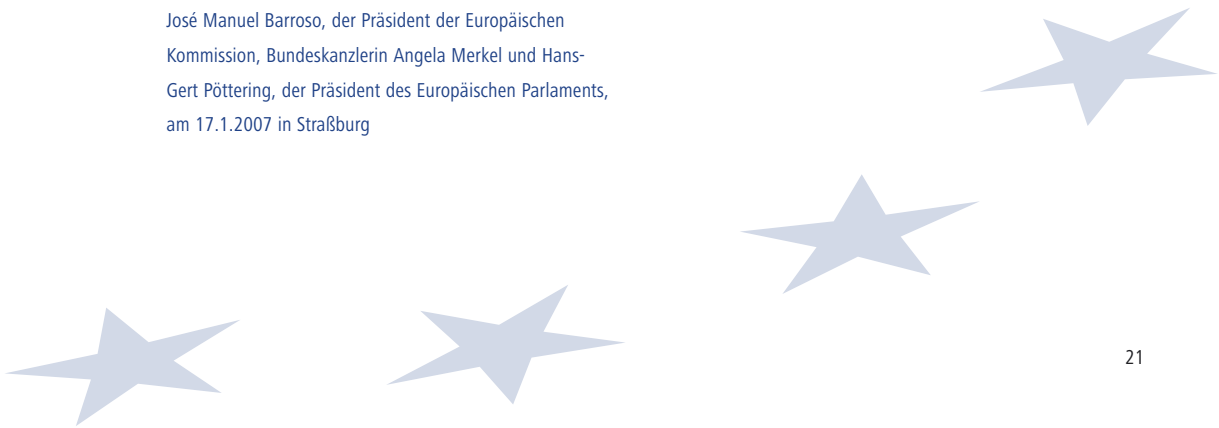 José Manuel Barroso, der Präsident der Europäischen
Kommission, Bundeskanzlerin Angela Merkel und Hans-
Gert Pöttering, der Präsident des Europäischen Parlaments,
am 17.1.2007 in Straßburg
21